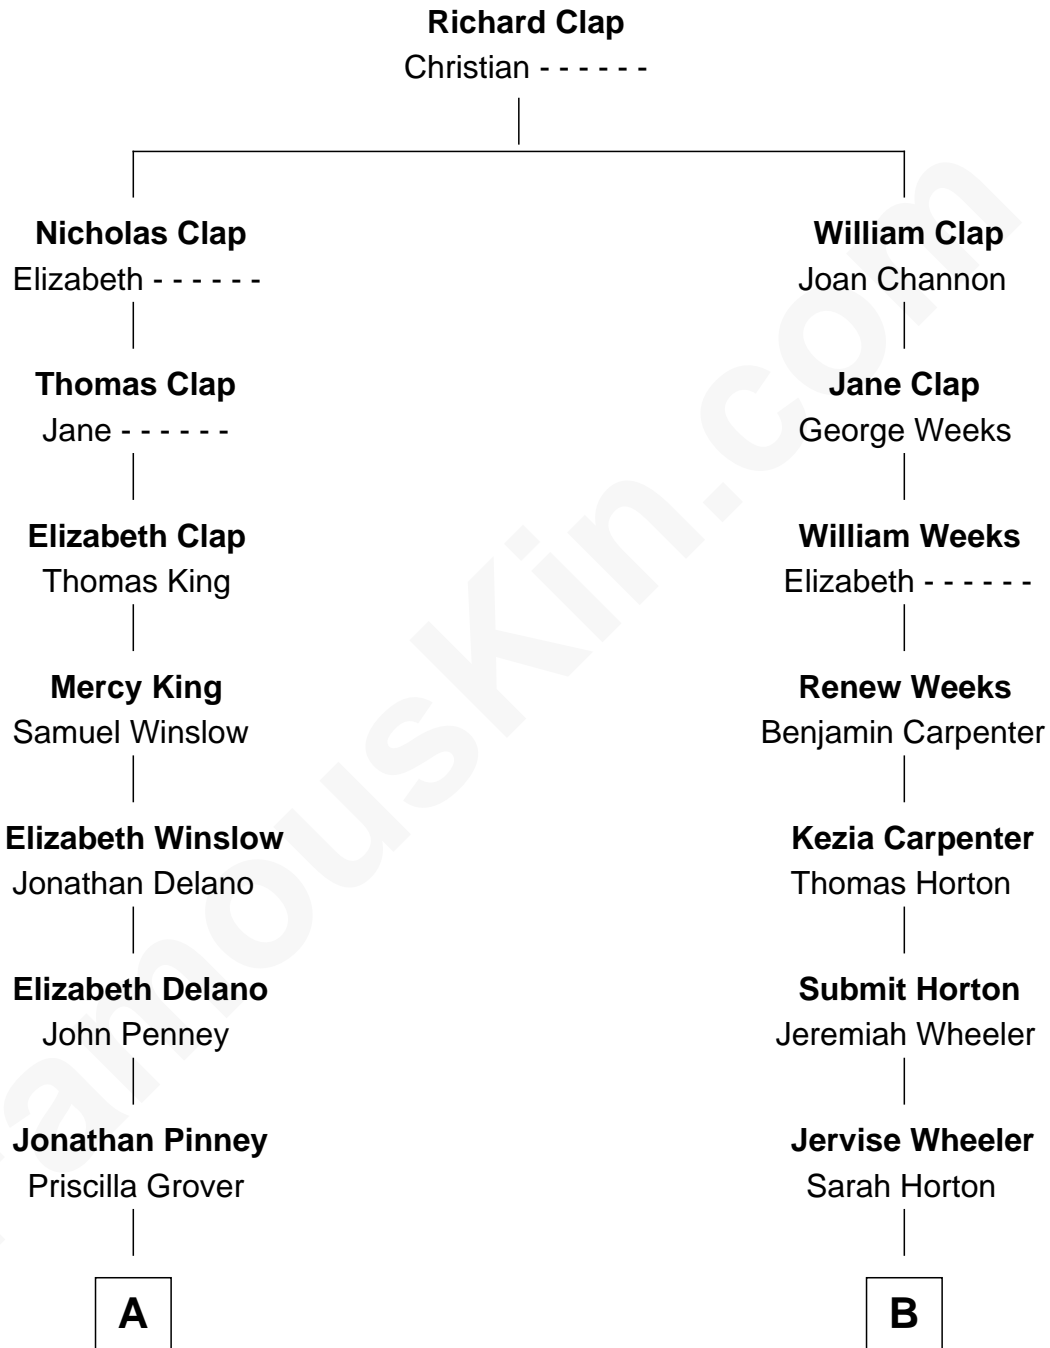 Richard Clap
Christian - - - - - -
Nicholas Clap
Elizabeth - - - - - -
William Clap
Joan Channon
Thomas Clap
Jane - - - - - -
Jane Clap
George Weeks
Elizabeth Clap
Thomas King
William Weeks
Elizabeth - - - - - -
Mercy King
Samuel Winslow
Renew Weeks
Benjamin Carpenter
Elizabeth Winslow
Jonathan Delano
Kezia Carpenter
Thomas Horton
Elizabeth Delano
John Penney
Submit Horton
Jeremiah Wheeler
Jonathan Pinney
Priscilla Grover
Jervise Wheeler
Sarah Horton
A
B
FamousKin.com